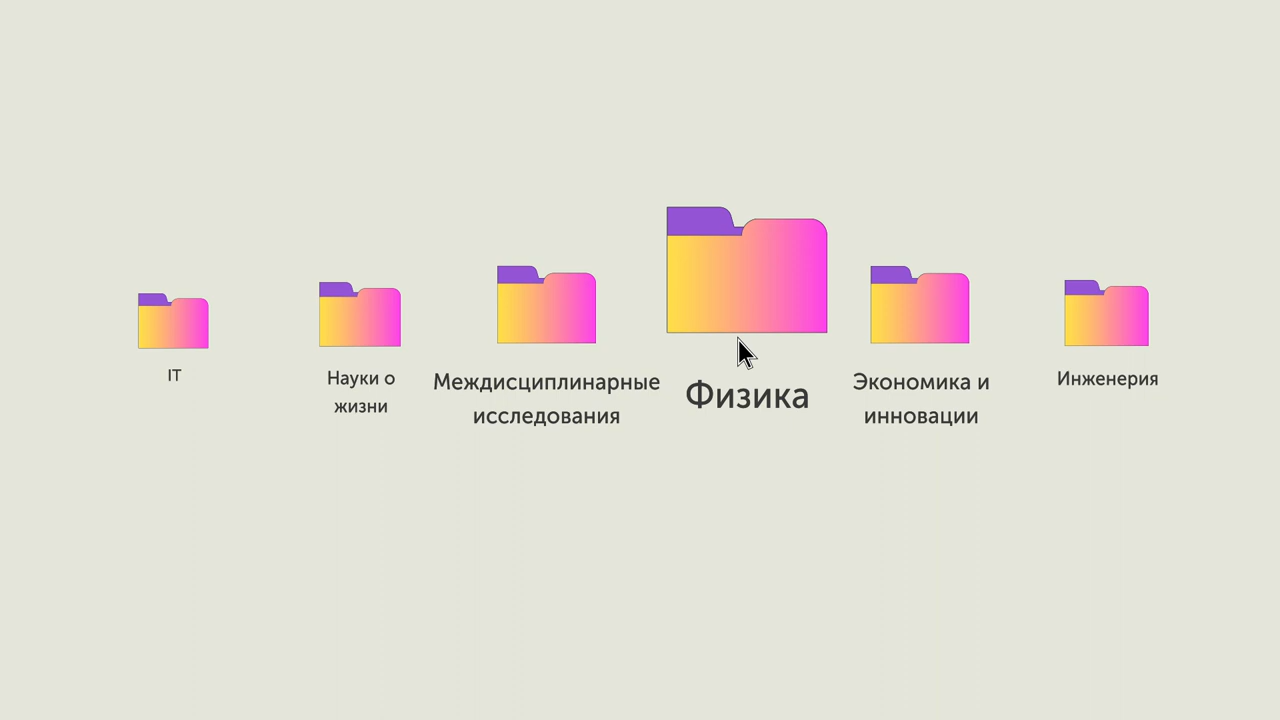 IT
Науки о
жизни
Междисциплинарные
исследования
Физика
Экономика и
инновации
Инженерия